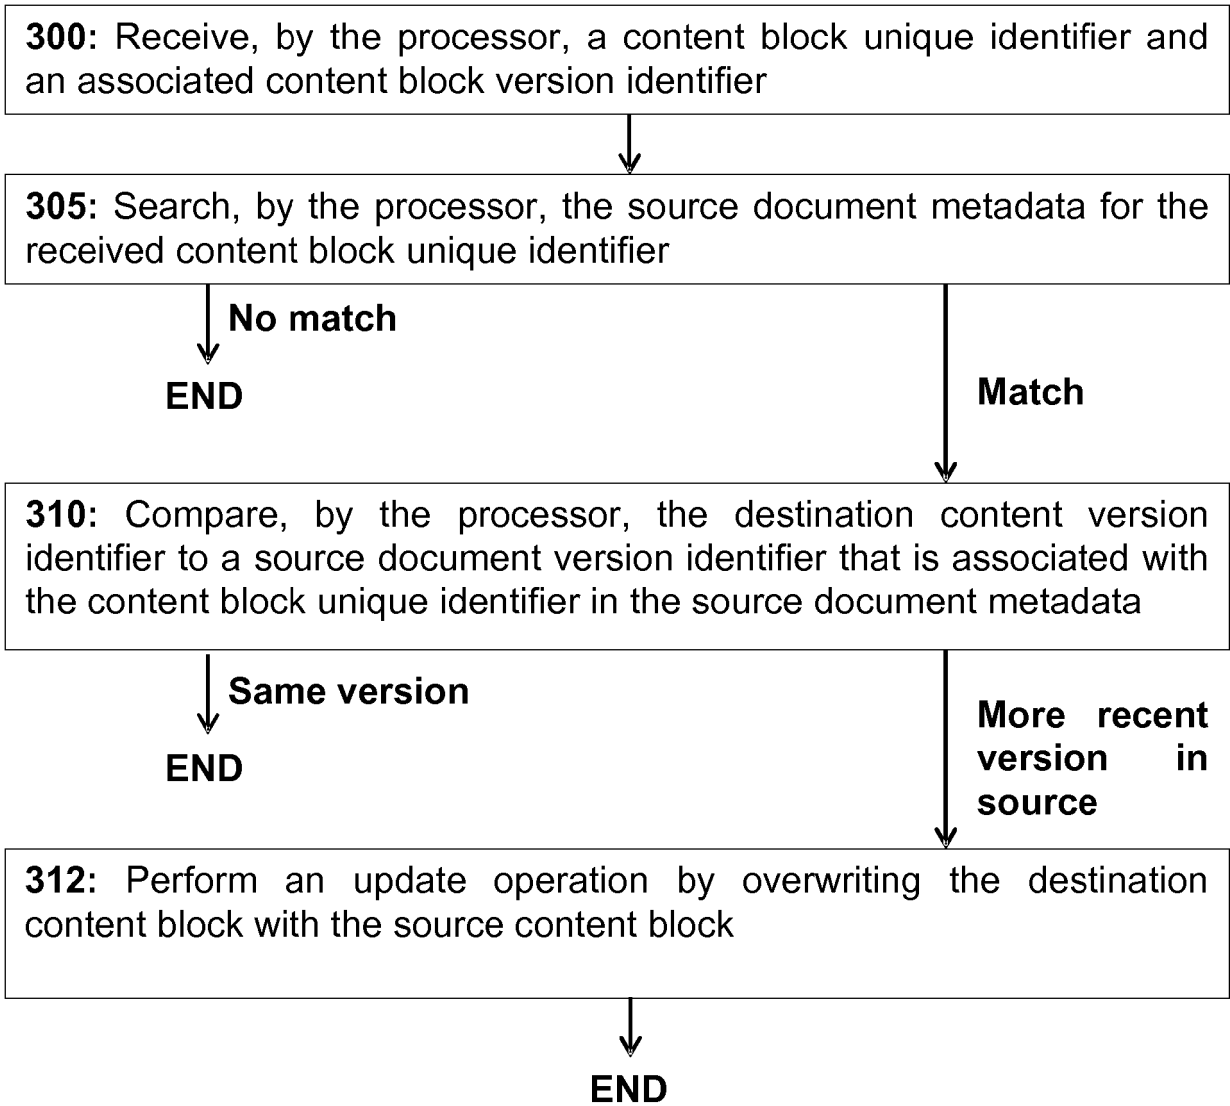 300: Receive, by the processor, a content block unique identifier and
an associated content block version identifier
305: Search, by the processor, the source document metadata for the
received content block unique identifier
No match
END
Match
310: Compare, by the processor, the destination content version
identifier to a source document version identifier that is associated with
the content block unique identifier in the source document metadata
Same version
END
More recent
version in
source
312: Perform an update operation by overwriting the destination
content block with the source content block
END